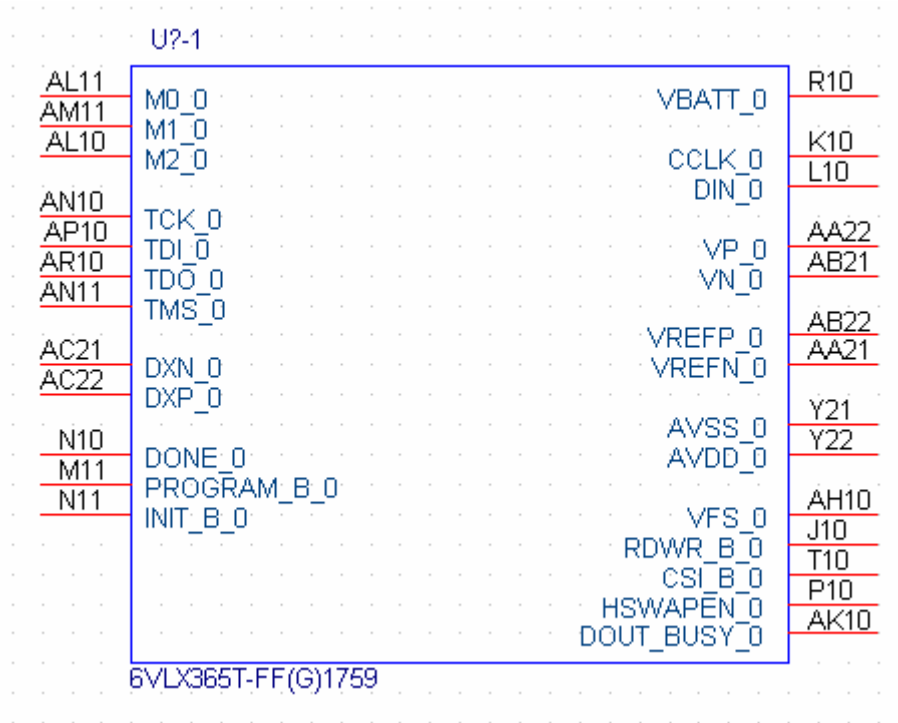 U?-1
AL11 M0_0 VBATT_0 R10
AM11 M1_0
AL10 M2_0 CCLK_0 K10
DIN_0 L10
AN10 TCK_0
AP10 TDI_0 VP_0 AA22
AR10 TDO_0 VN_0 AB21
AN11 TMS_0
VREFP_0 AB22
AC21 DXN_0 VREFN_0 AA21
AC22 DXP_0
AVSS_0 Y21
N10 DONE_0 AVDD_0 Y22
M11 PROGRAM_B_0
N11 INIT_B_0 VFS_0 AH10
RDWR_B_0 J10
CSI_B_0 T10
HSWAPEN_0 P10
DOUT_BUSY_0 AK10
6VLX365T-FF(G)1759